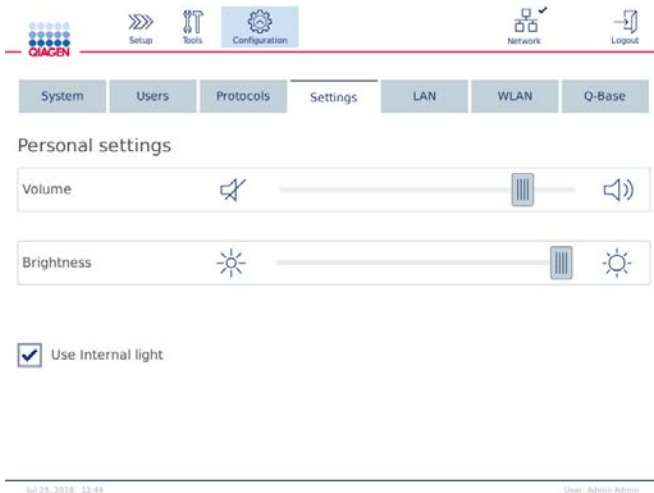 QIAGEN
Setup
Tools
Configuration
Network
Logout
System Users Protocols Settings LAN WLAN Q-Base
Personal settings
Volume
Brightness
Use Internal light
Jul 25, 2018, 12:44 User: Admin Admin